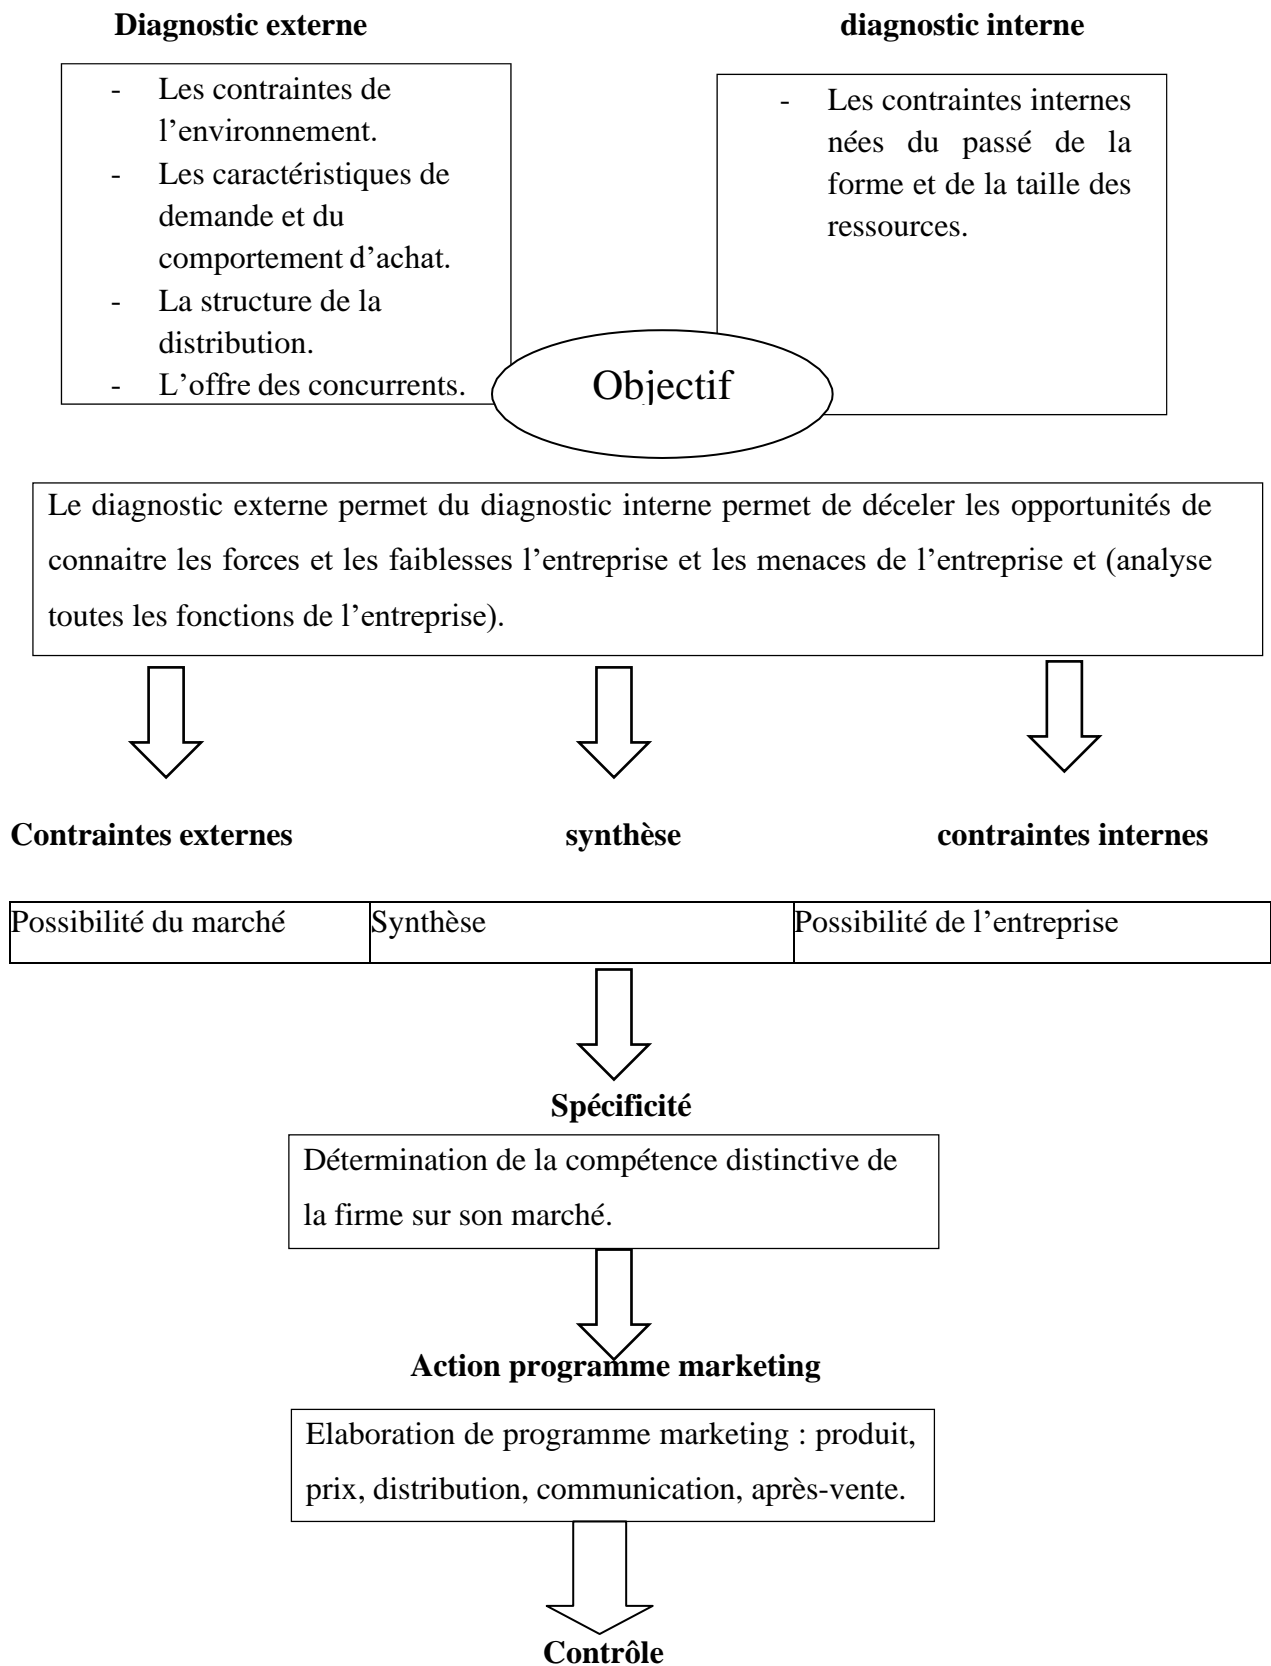 Diagnostic externe
diagnostic interne
- Les contraintes de
l’environnement.
- Les caractéristiques de
demande et du
comportement d’achat.
- La structure de la
distribution.
- L’offre des concurrents.
- Les contraintes internes
nées du passé de la
forme et de la taille des
ressources.
Objectif
Le diagnostic externe permet du diagnostic interne permet de déceler les opportunités de
connaitre les forces et les faiblesses l’entreprise et les menaces de l’entreprise et (analyse
toutes les fonctions de l’entreprise).
Contraintes externes
synthèse
contraintes internes
Possibilité du marché
Synthèse
Possibilité de l’entreprise
Spécificité
Détermination de la compétence distinctive de
la firme sur son marché.
Action programme marketing
Elaboration de programme marketing : produit,
prix, distribution, communication, après-vente.
Contrôle